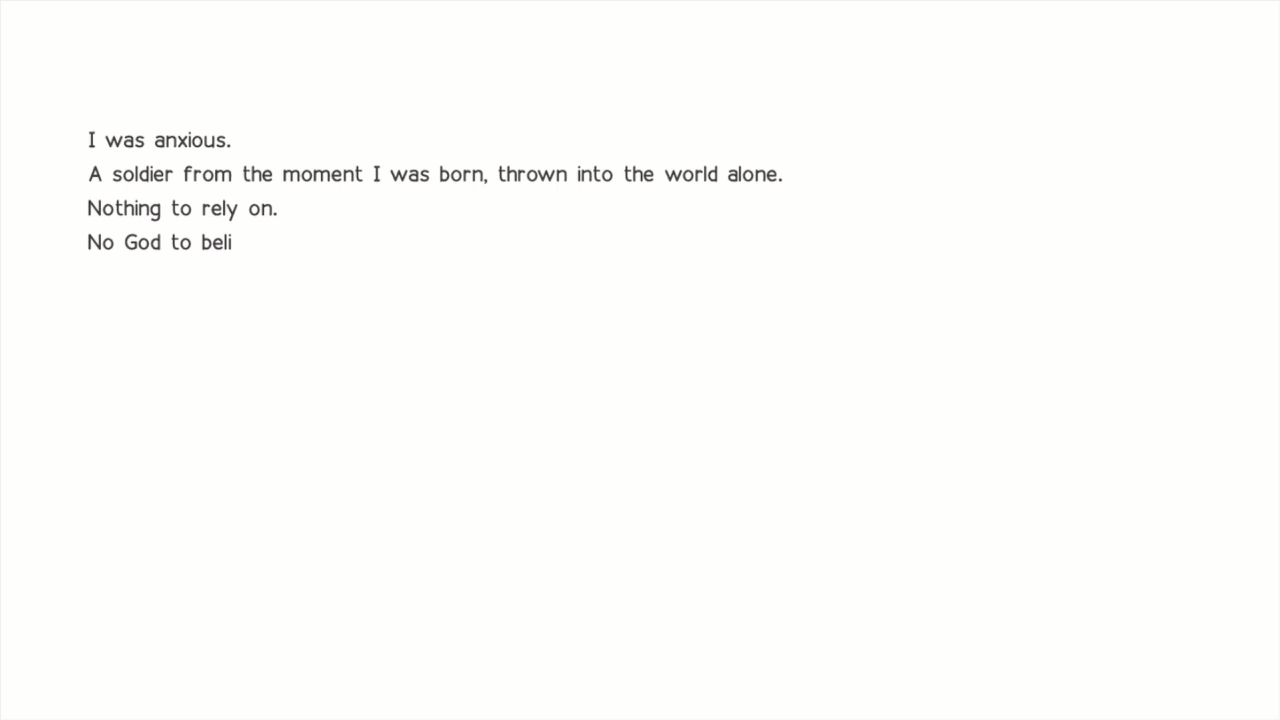 I was anxious.
A soldier from the moment I was born, thrown into the world alone.
Nothing to rely on.
No God to beli